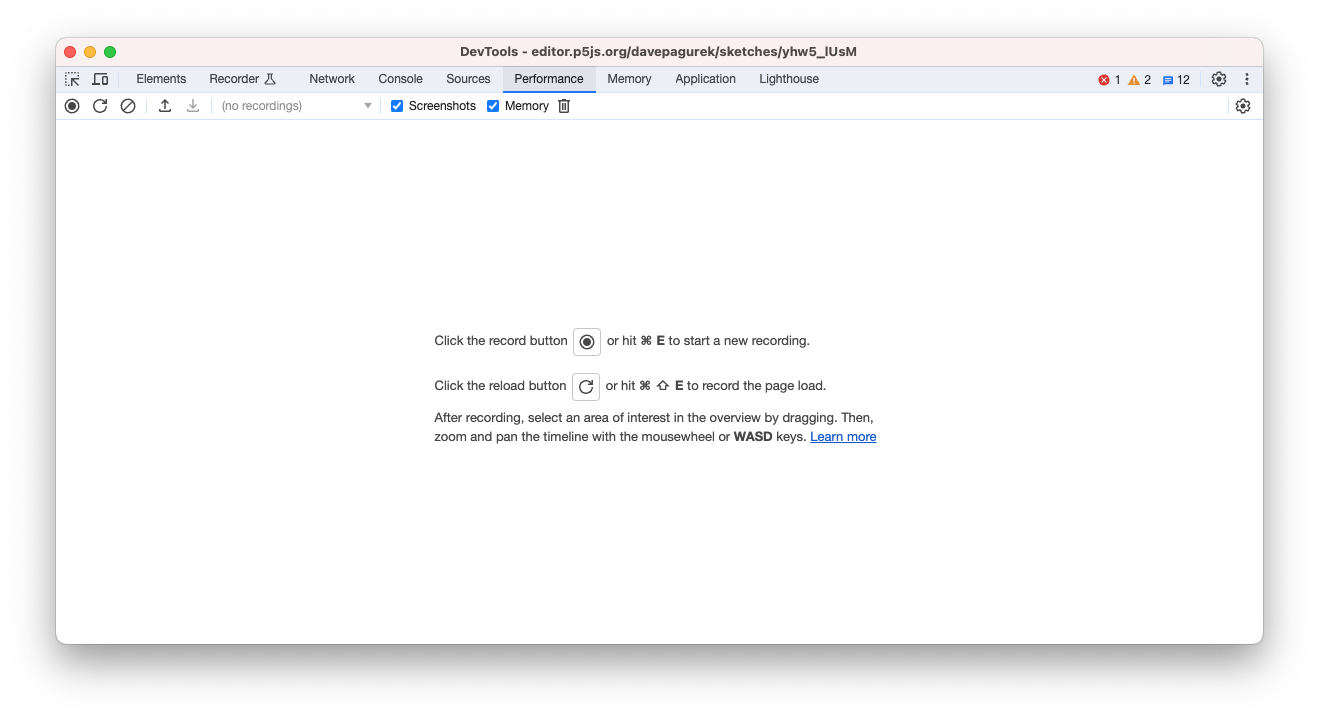 DevTools - editor.p5js.org/davepagurek/sketches/yhw5_lUsM
Elements Recorder Network Console Sources Performance Memory Application Lighthouse 1 2 12
(no recordings) Screenshots Memory
Click the record button or hit ⌘ E to start a new recording.
Click the reload button or hit ⌘ ⇧ E to record the page load.
After recording, select an area of interest in the overview by dragging. Then,
zoom and pan the timeline with the mousewheel or WASD keys. Learn more